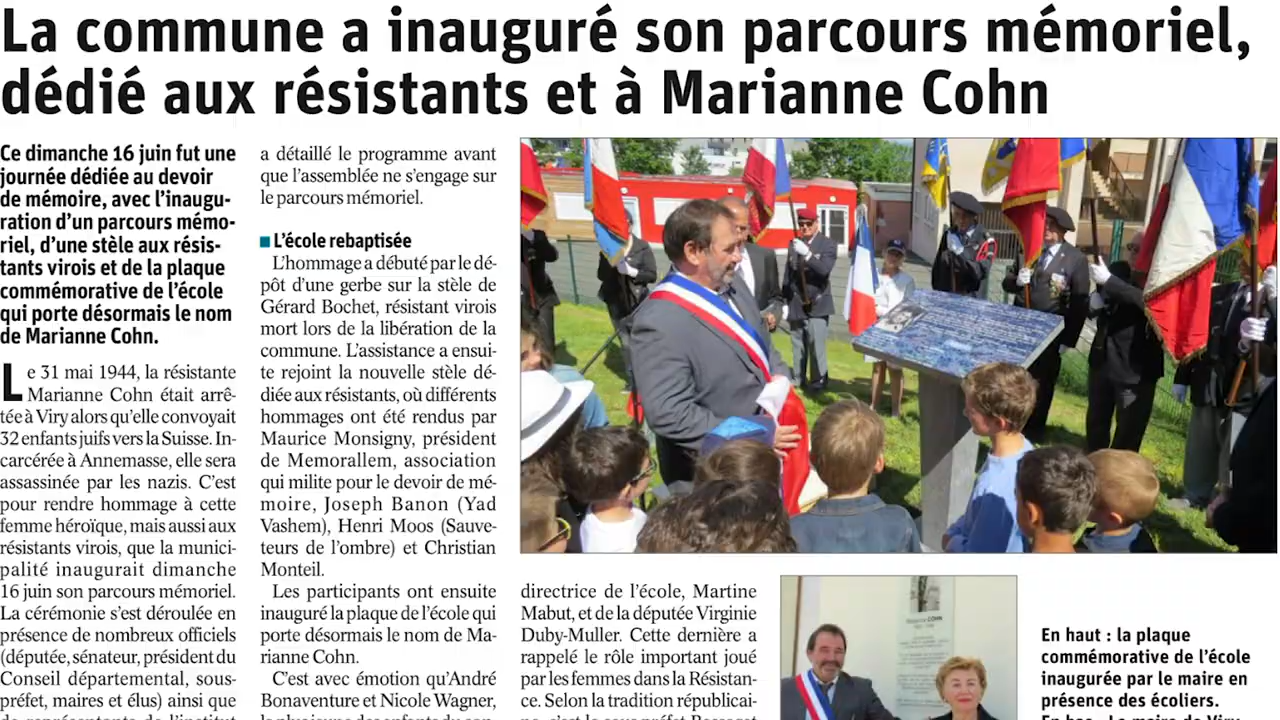 La commune a inauguré son parcours mémoriel,
dédié aux résistants et à Marianne Cohn
Ce dimanche 16 juin fut une
journée dédiée au devoir
de mémoire, avec l'inaugu-
ration d'un parcours mémo-
riel, d'une stèle aux résis-
tants virois et de la plaque
commémorative de l'école
qui porte désormais le nom
de Marianne Cohn.
Le 31 mai 1944, la résistante
Marianne Cohn était arrê-
tée à Viry alors qu'elle convoyait
32 enfants juifs vers la Suisse. In-
carcérée à Annemasse, elle sera
assassinée par les nazis. C'est
pour rendre hommage à cette
femme héroïque, mais aussi aux
résistants virois, que la munici-
palité inaugurait dimanche
16 juin son parcours mémoriel.
La cérémonie s'est déroulée en
présence de nombreux officiels
(députée, sénateur, président du
Conseil départemental, sous-
préfet, maires et élus) ainsi que
de représentants de l'institut
a détaillé le programme avant
que l'assemblée ne s'engage sur
le parcours mémoriel.
L'école rebaptisée
L'hommage a débuté par le dé-
pôt d'une gerbe sur la stèle de
Gérard Bochet, résistant virois
mort lors de la libération de la
commune. L'assistance a ensui-
te rejoint la nouvelle stèle dé-
diée aux résistants, où différents
hommages ont été rendus par
Maurice Monsigny, président
de Memorallem, association
qui milite pour le devoir de mé-
moire, Joseph Banon (Yad
Vashem), Henri Moos (Sauve-
teurs de l'ombre) et Christian
Monteil.
Les participants ont ensuite
inauguré la plaque de l'école qui
porte désormais le nom de Ma-
rianne Cohn.
C'est avec émotion qu'André
Bonaventure et Nicole Wagner,
directrice de l'école, Martine
Mabut, et de la députée Virginie
Duby-Muller. Cette dernière a
rappelé le rôle important joué
par les femmes dans la Résistan-
ce. Selon la tradition républicai-
COHN
En haut : la plaque
commémorative de l'école
inaugurée par le maire en
présence des écoliers.
En bas : Le maire de Viry